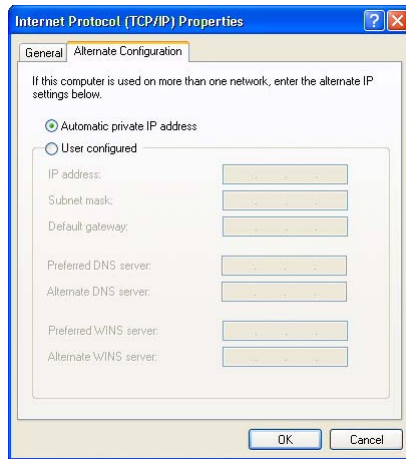 Internet Protocol (TCP/IP) Properties
General Alternate Configuration
If this computer is used on more than one network, enter the alternate IP
settings below.
Automatic private IP address
User configured
IP address:
Subnet mask:
Default gateway:
Preferred DNS server:
Alternate DNS server:
Preferred WINS server:
Alternate WINS server:
OK Cancel